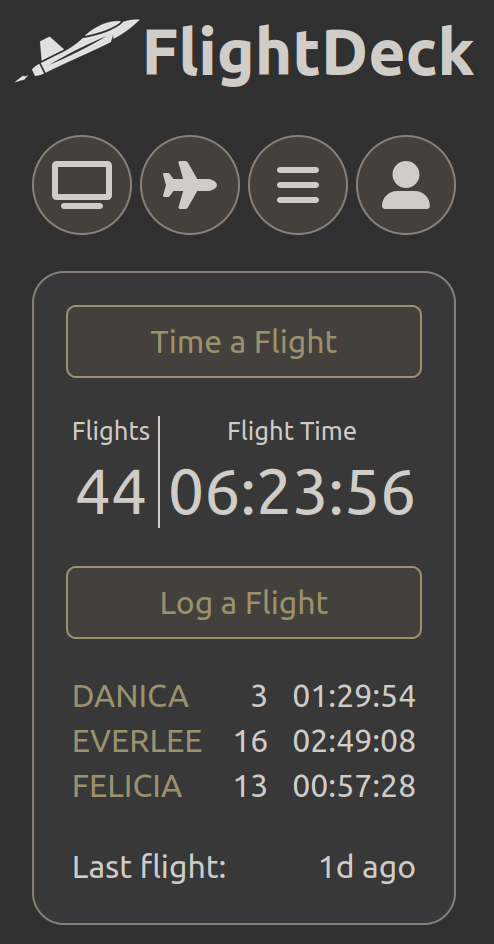 FlightDeck
Time a Flight
Flights Flight Time
44 06:23:56
Log a Flight
DANICA 3 01:29:54
EVERLEE 16 02:49:08
FELICIA 13 00:57:28
Last flight: 1d ago